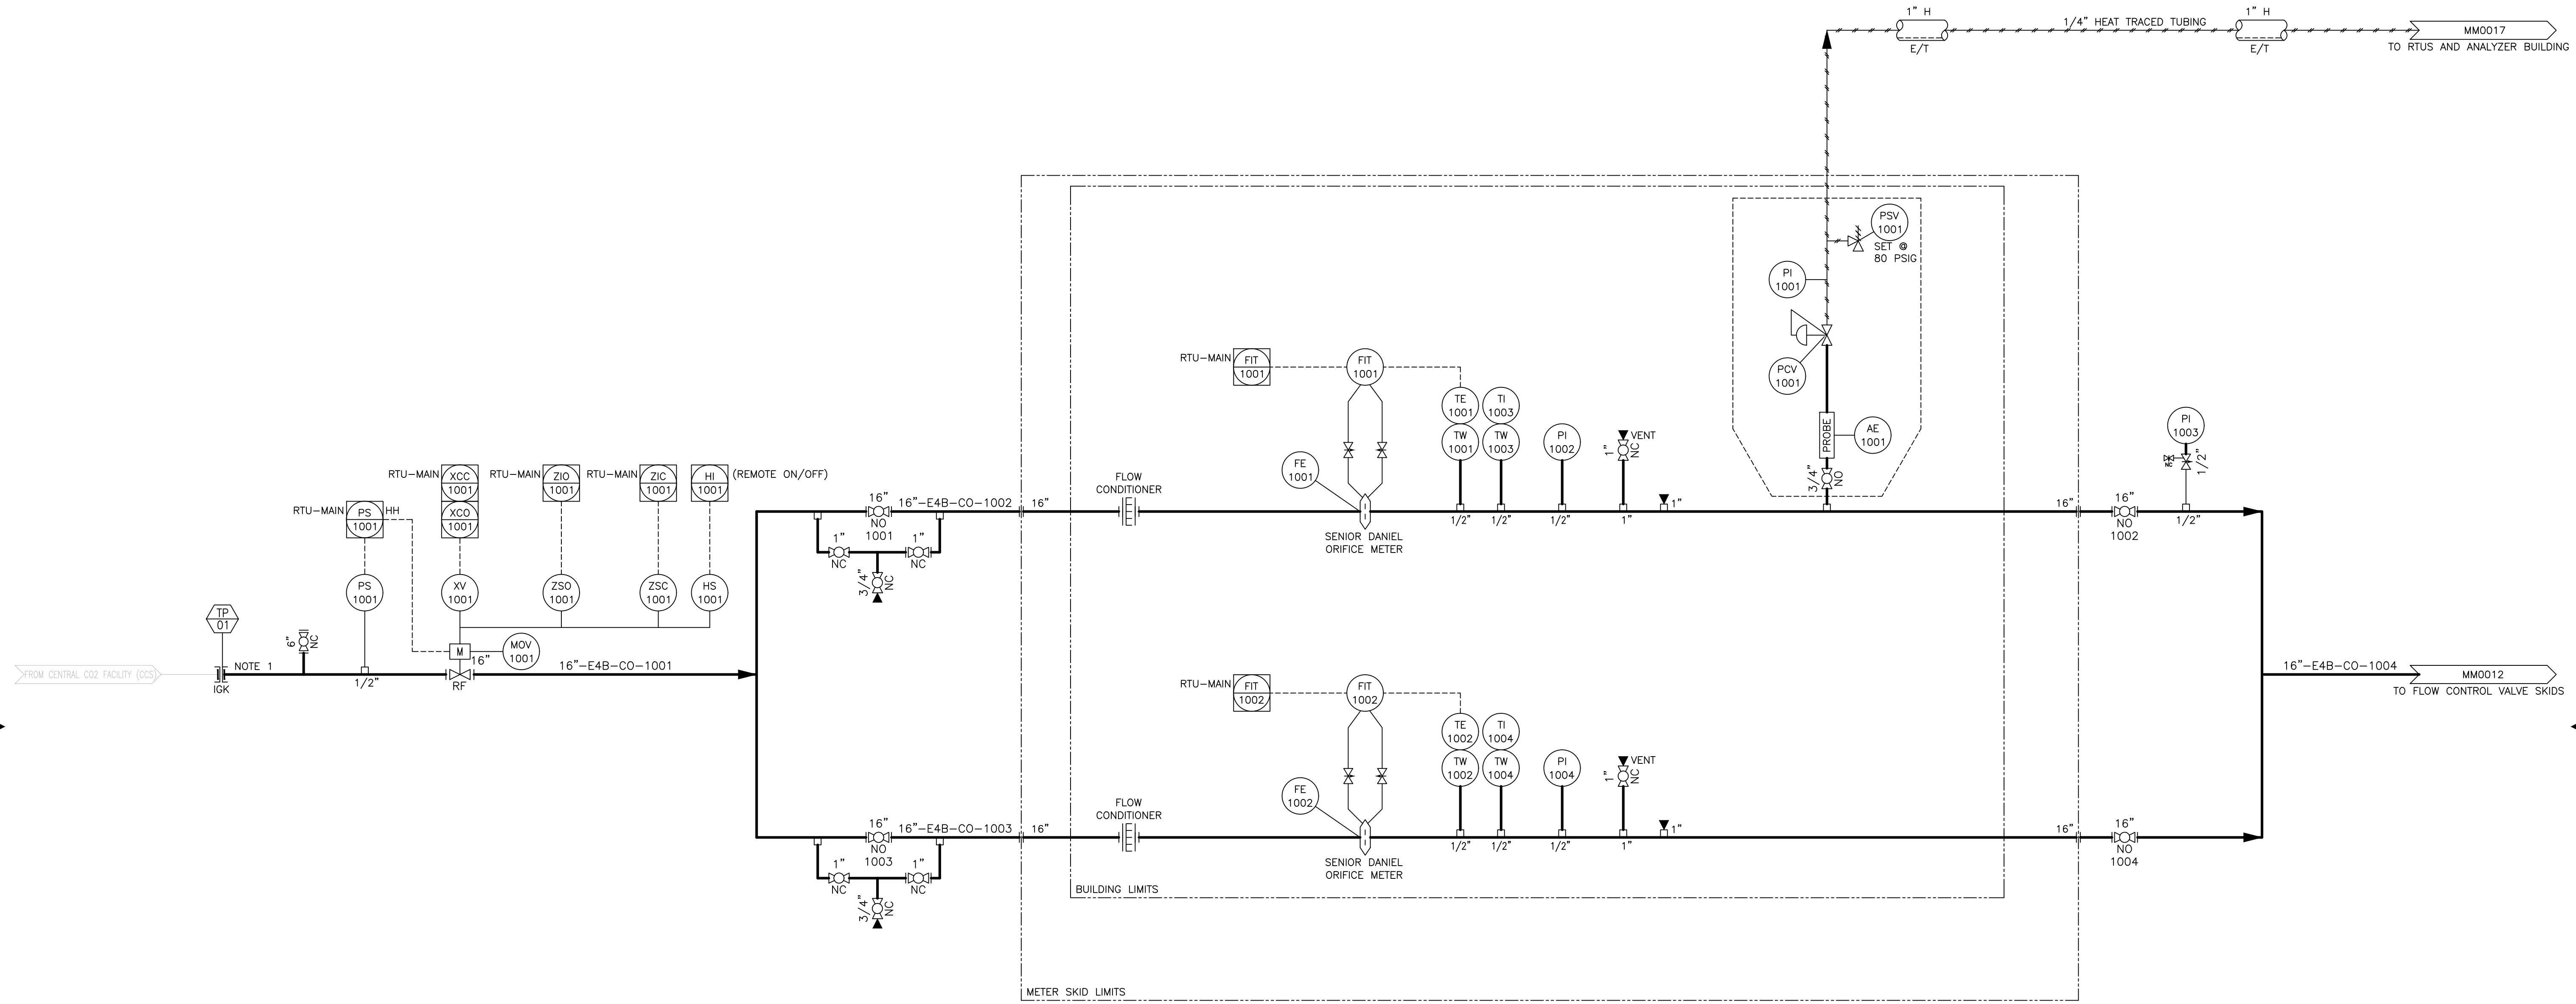 1" H
1" H
1/4" HEAT TRACED TUBING
E/T
E/T
MM0017
TO RTUS AND ANALYZER BUILDING
PSV
1001
SET @
80 PSIG
PI
1001
PCV
1001
PROBE
AE
1001
3/4"
NO
RTU-MAIN
FIT
1001
FIT
1001
TE
1001
TI
1003
TW
1001
TW
1003
PI
1002
VENT
1"
NC
FE
1001
PI
1003
NC
1/2"
RTU-MAIN
XCC
1001
XCO
1001
RTU-MAIN
ZIO
1001
RTU-MAIN
ZIC
1001
HI
1001
(REMOTE ON/OFF)
RTU-MAIN
PS
1001
HH
16"
16"-E4B-CO-1002
16"
NO
1001
FLOW
CONDITIONER
SENIOR DANIEL
ORIFICE METER
1/2"
1/2"
1/2"
1"
1"
16"
16"
NO
1002
1/2"
1"
NC
1"
NC
3/4"
NC
PS
1001
XV
1001
ZSO
1001
ZSC
1001
HS
1001
TP
01
6"
NC
M
MOV
1001
FROM CENTRAL CO2 FACILITY (CCS)
NOTE 1
IGK
1/2"
16"
RF
16"-E4B-CO-1001
16"-E4B-CO-1004
MM0012
TO FLOW CONTROL VALVE SKIDS
RTU-MAIN
FIT
1002
FIT
1002
TE
1002
TI
1004
TW
1002
TW
1004
PI
1004
VENT
1"
NC
FE
1002
16"
16"-E4B-CO-1003
16"
NO
1003
FLOW
CONDITIONER
SENIOR DANIEL
ORIFICE METER
1/2"
1/2"
1/2"
1"
1"
16"
16"
NO
1004
1"
NC
1"
NC
3/4"
NC
BUILDING LIMITS
METER SKID LIMITS